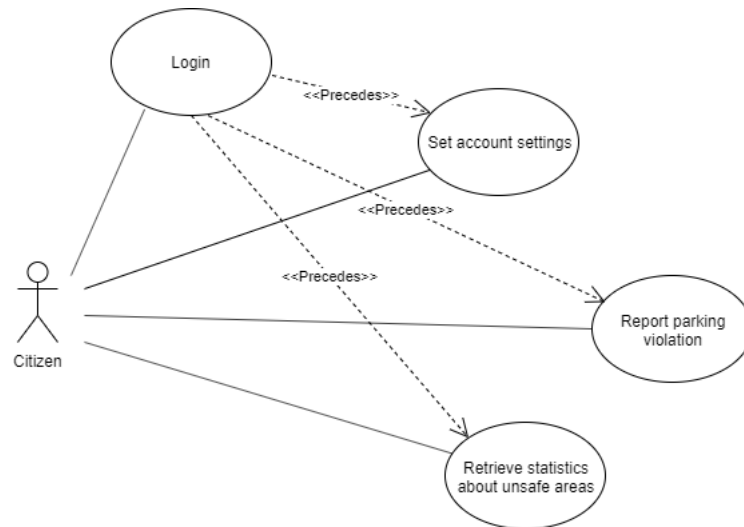 Login
<<Precedes>>
Set account settings
<<Precedes>>
<<Precedes>>
Citizen
Report parking
violation
Retrieve statistics
about unsafe areas